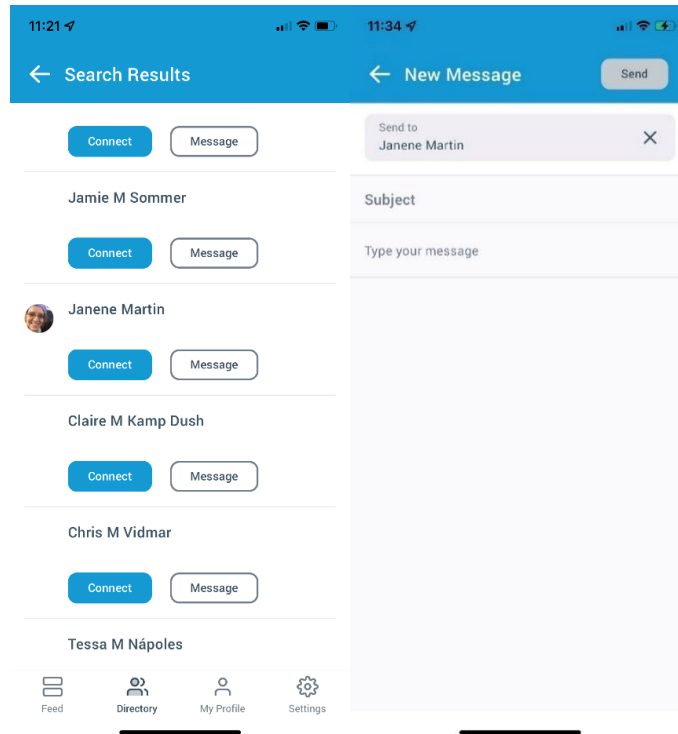 11:21
Search Results
Connect Message
Jamie M Sommer
Connect Message
Janene Martin
Connect Message
Claire M Kamp Dush
Connect Message
Chris M Vidmar
Connect Message
Tessa M Nápoles
Feed Directory My Profile Settings
11:34
New Message Send
Send to
Janene Martin
Subject
Type your message